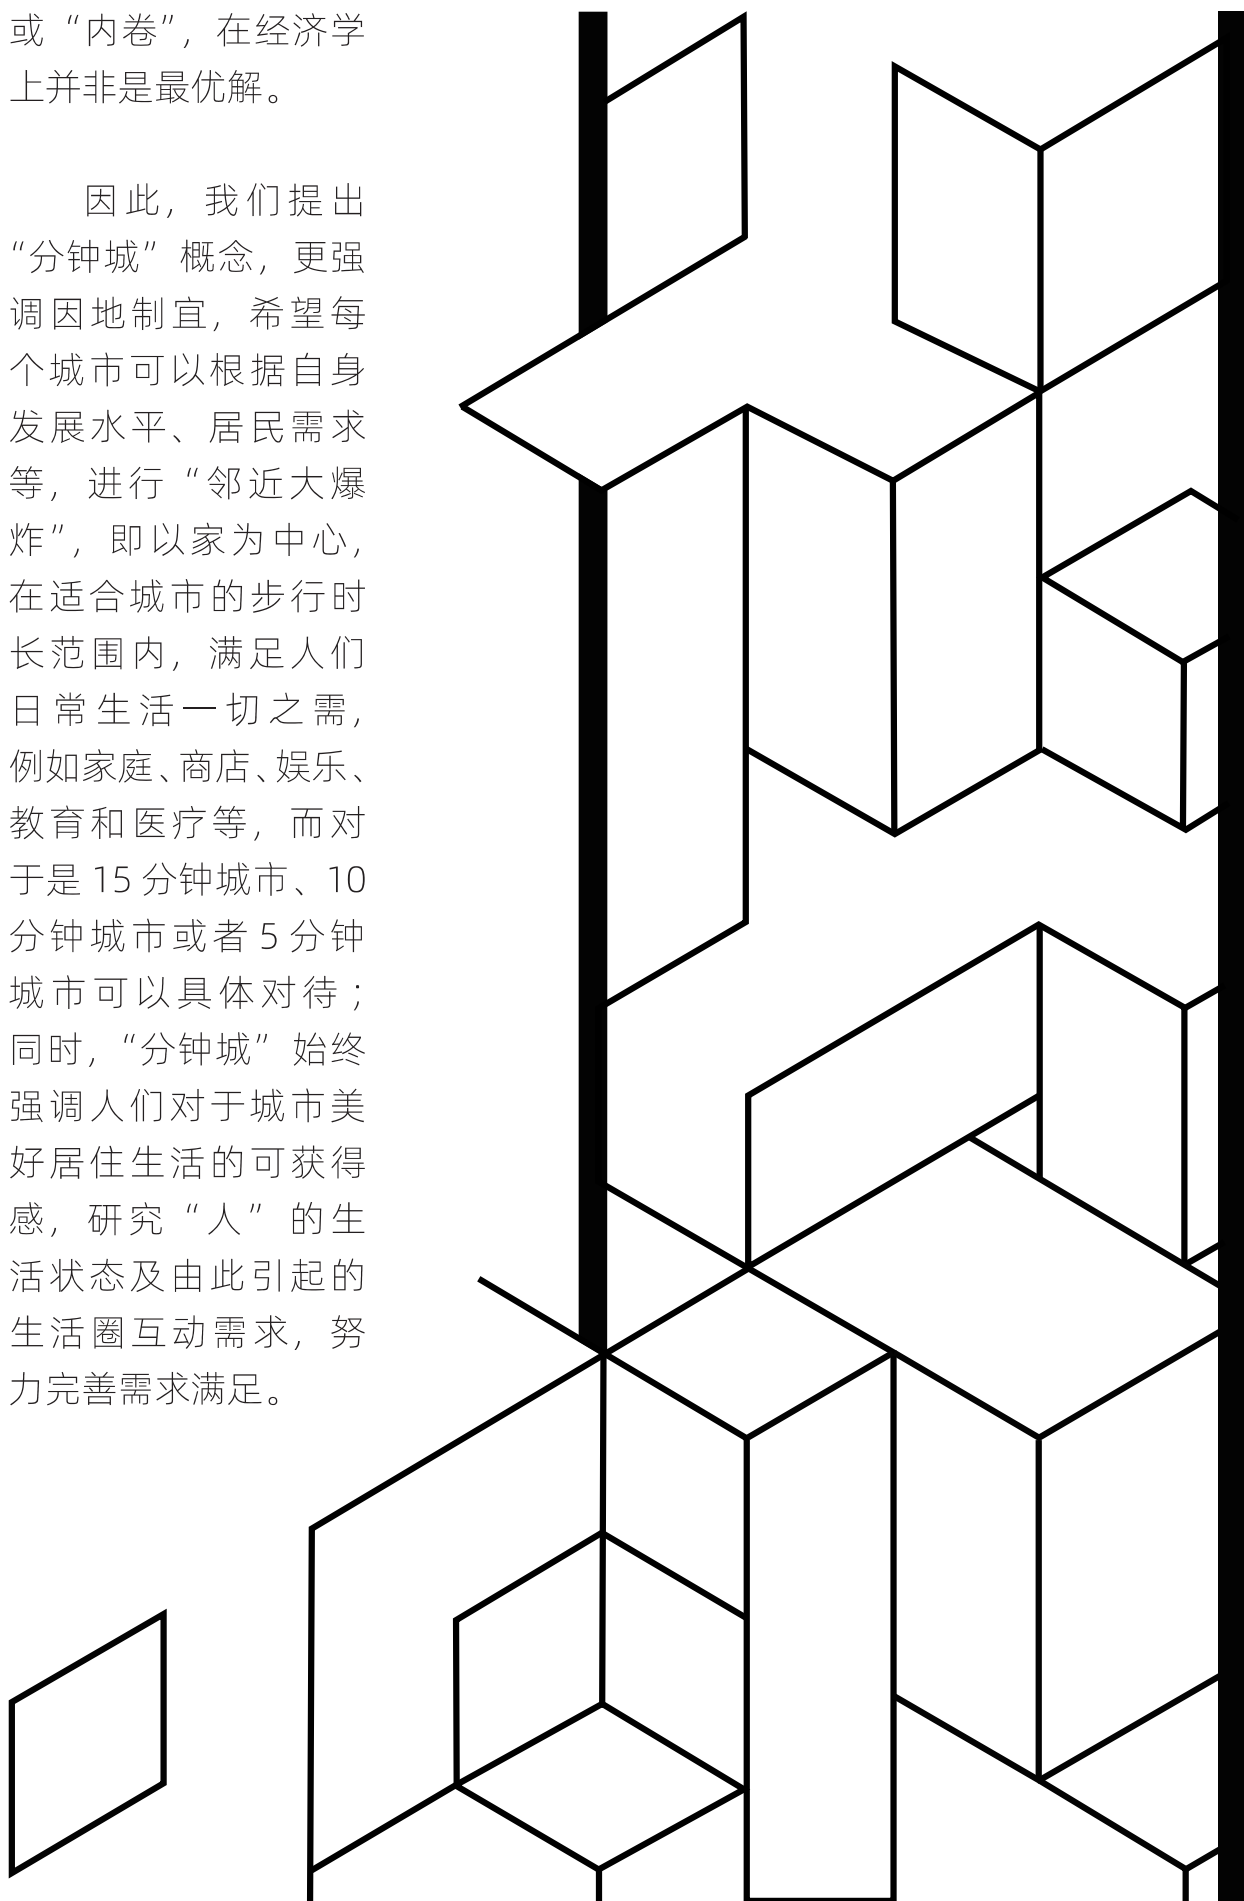 或“内卷”，在经济学
上并非是最优解。
因此，我们提出
“分钟城”概念，更强
调因地制宜，希望每
个城市可以根据自身
发展水平、居民需求
等，进行“邻近大爆
炸”，即以家为中心，
在适合城市的步行时
长范围内，满足人们
日常生活一切之需，
例如家庭、商店、娱乐、
教育和医疗等，而对
于是 15 分钟城市、10
分钟城市或者 5 分钟
城市可以具体对待；
同时，“分钟城”始终
强调人们对于城市美
好居住生活的可获得
感，研究“人”的生
活状态及由此引起的
生活圈互动需求，努
力完善需求满足。